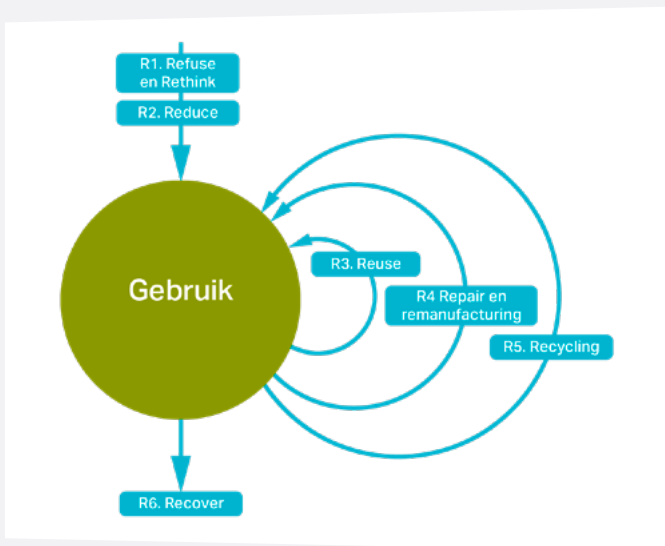 R1. Refuse
en Rethink
R2. Reduce
Gebruik
R3. Reuse
R4 Repair en
remanufacturing
R5. Recycling
R6. Recover